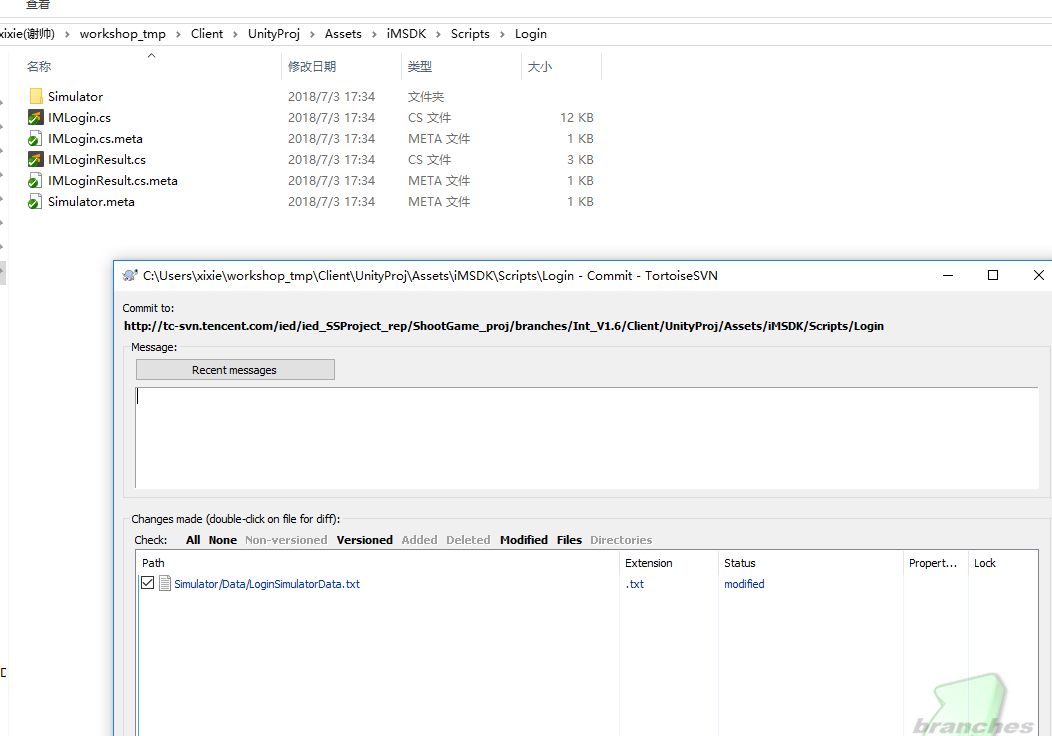 查看
xixie(谢帅) › workshop_tmp › Client › UnityProj › Assets › iMSDK › Scripts › Login
名称 修改日期 类型 大小
Simulator 2018/7/3 17:34 文件夹
IMLogin.cs 2018/7/3 17:34 CS 文件 12 KB
IMLogin.cs.meta 2018/7/3 17:34 META 文件 1 KB
IMLoginResult.cs 2018/7/3 17:34 CS 文件 3 KB
IMLoginResult.cs.meta 2018/7/3 17:34 META 文件 1 KB
Simulator.meta 2018/7/3 17:34 META 文件 1 KB
C:\Users\xixie\workshop_tmp\Client\UnityProj\Assets\iMSDK\Scripts\Login - Commit - TortoiseSVN
Commit to:
http://tc-svn.tencent.com/ied/ied_SSProject_rep/ShootGame_proj/branches/Int_V1.6/Client/UnityProj/Assets/iMSDK/Scripts/Login
Message:
Recent messages
Changes made (double-click on file for diff):
Check: All None Non-versioned Versioned Added Deleted Modified Files Directories
Path Extension Status Propert... Lock
Simulator/Data/LoginSimulatorData.txt .txt modified
branches